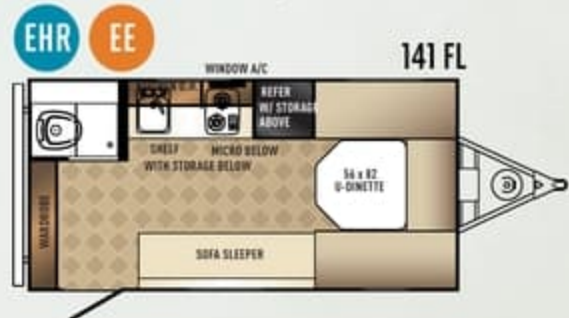 EHR
EE
141 FL
WINDOW A/C
REFER
W/ STORAGE
ABOVE
SHELF
MICRO BELOW
WITH STORAGE BELOW
56 x 82
U-DINETTE
WARDROBE
SOFA SLEEPER